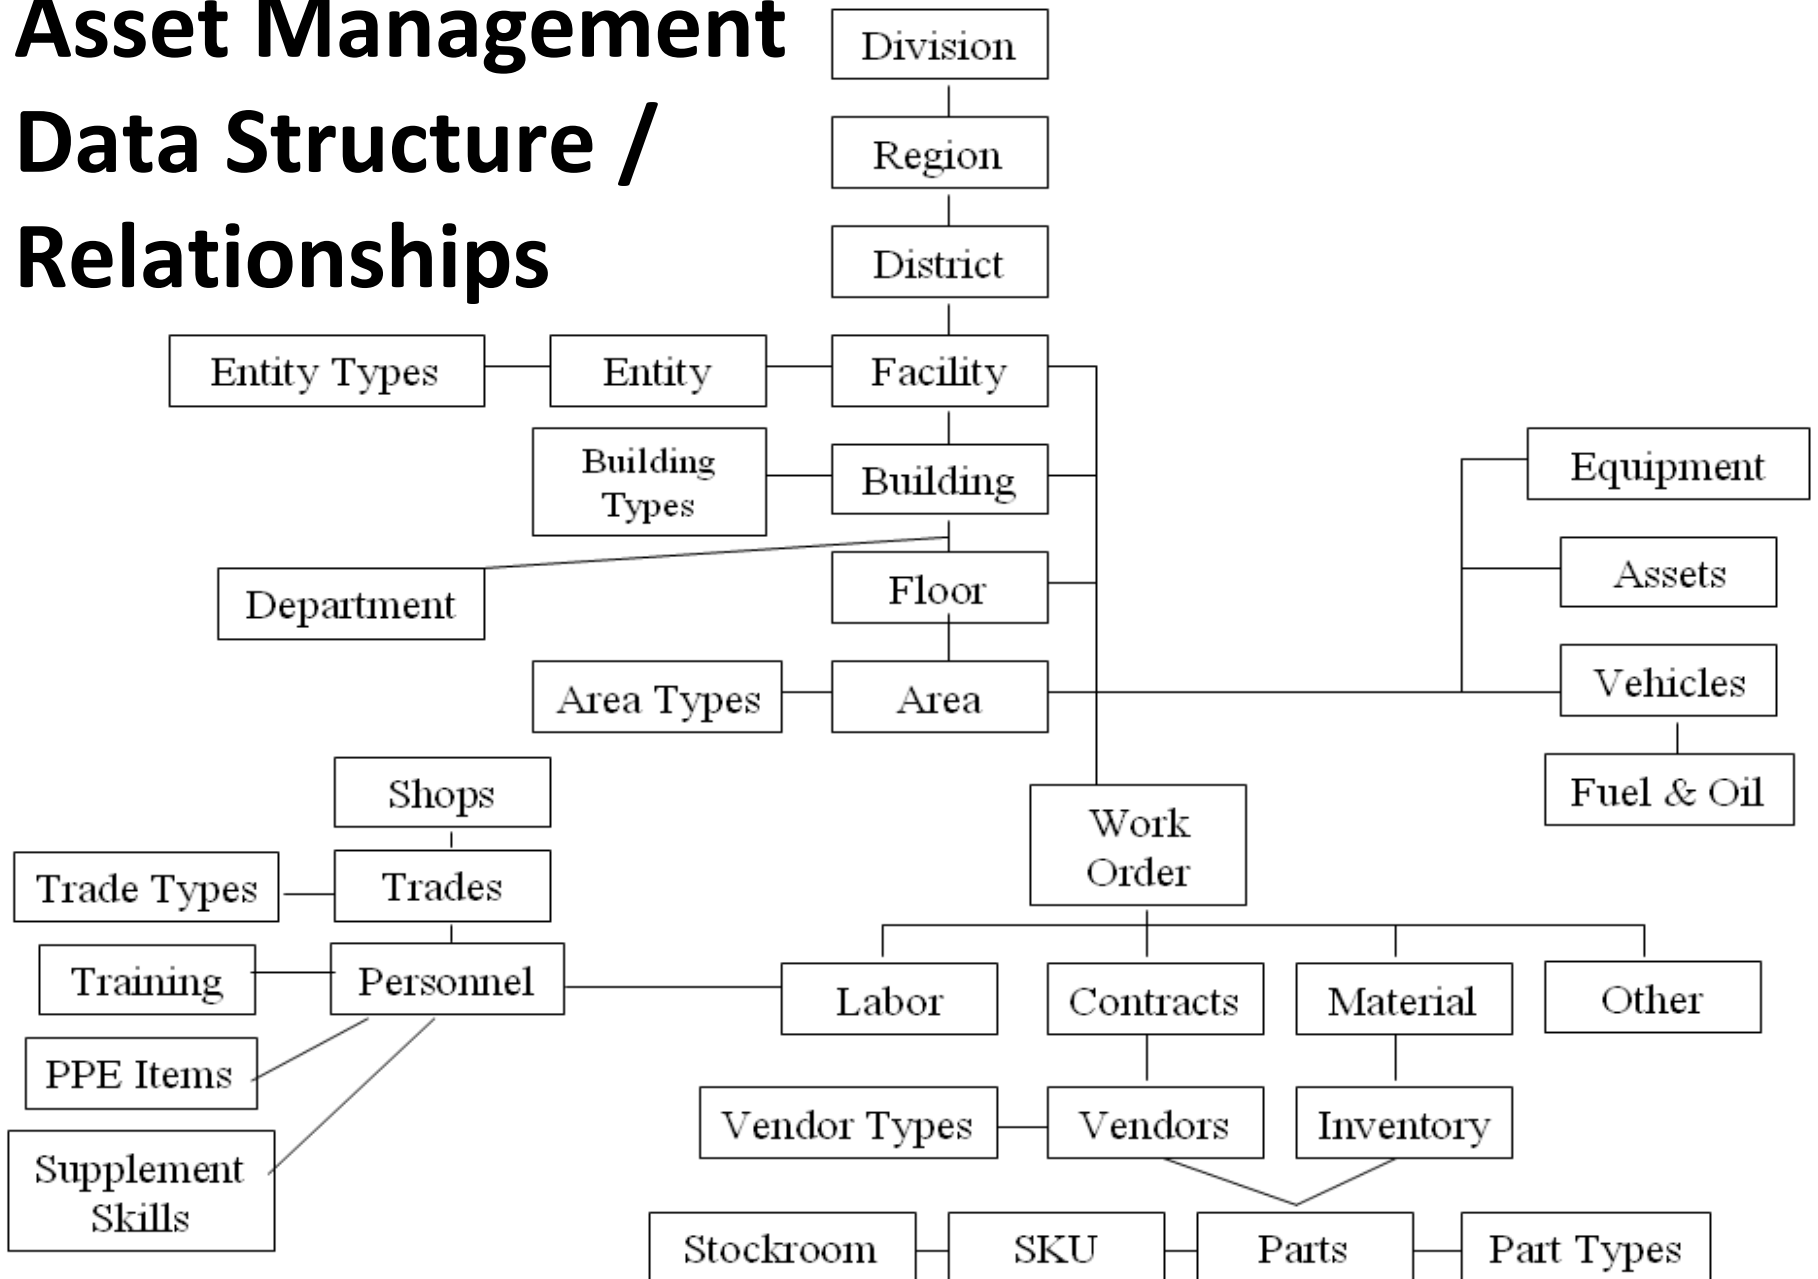 Asset Management
Data Structure /
Relationships
Division
Region
District
Entity Types
Entity
Facility
Building
Types
Building
Equipment
Department
Floor
Assets
Area Types
Area
Vehicles
Fuel & Oil
Shops
Work
Order
Trade Types
Trades
Training
Personnel
Labor
Contracts
Material
Other
PPE Items
Vendor Types
Vendors
Inventory
Supplement
Skills
Stockroom
SKU
Parts
Part Types